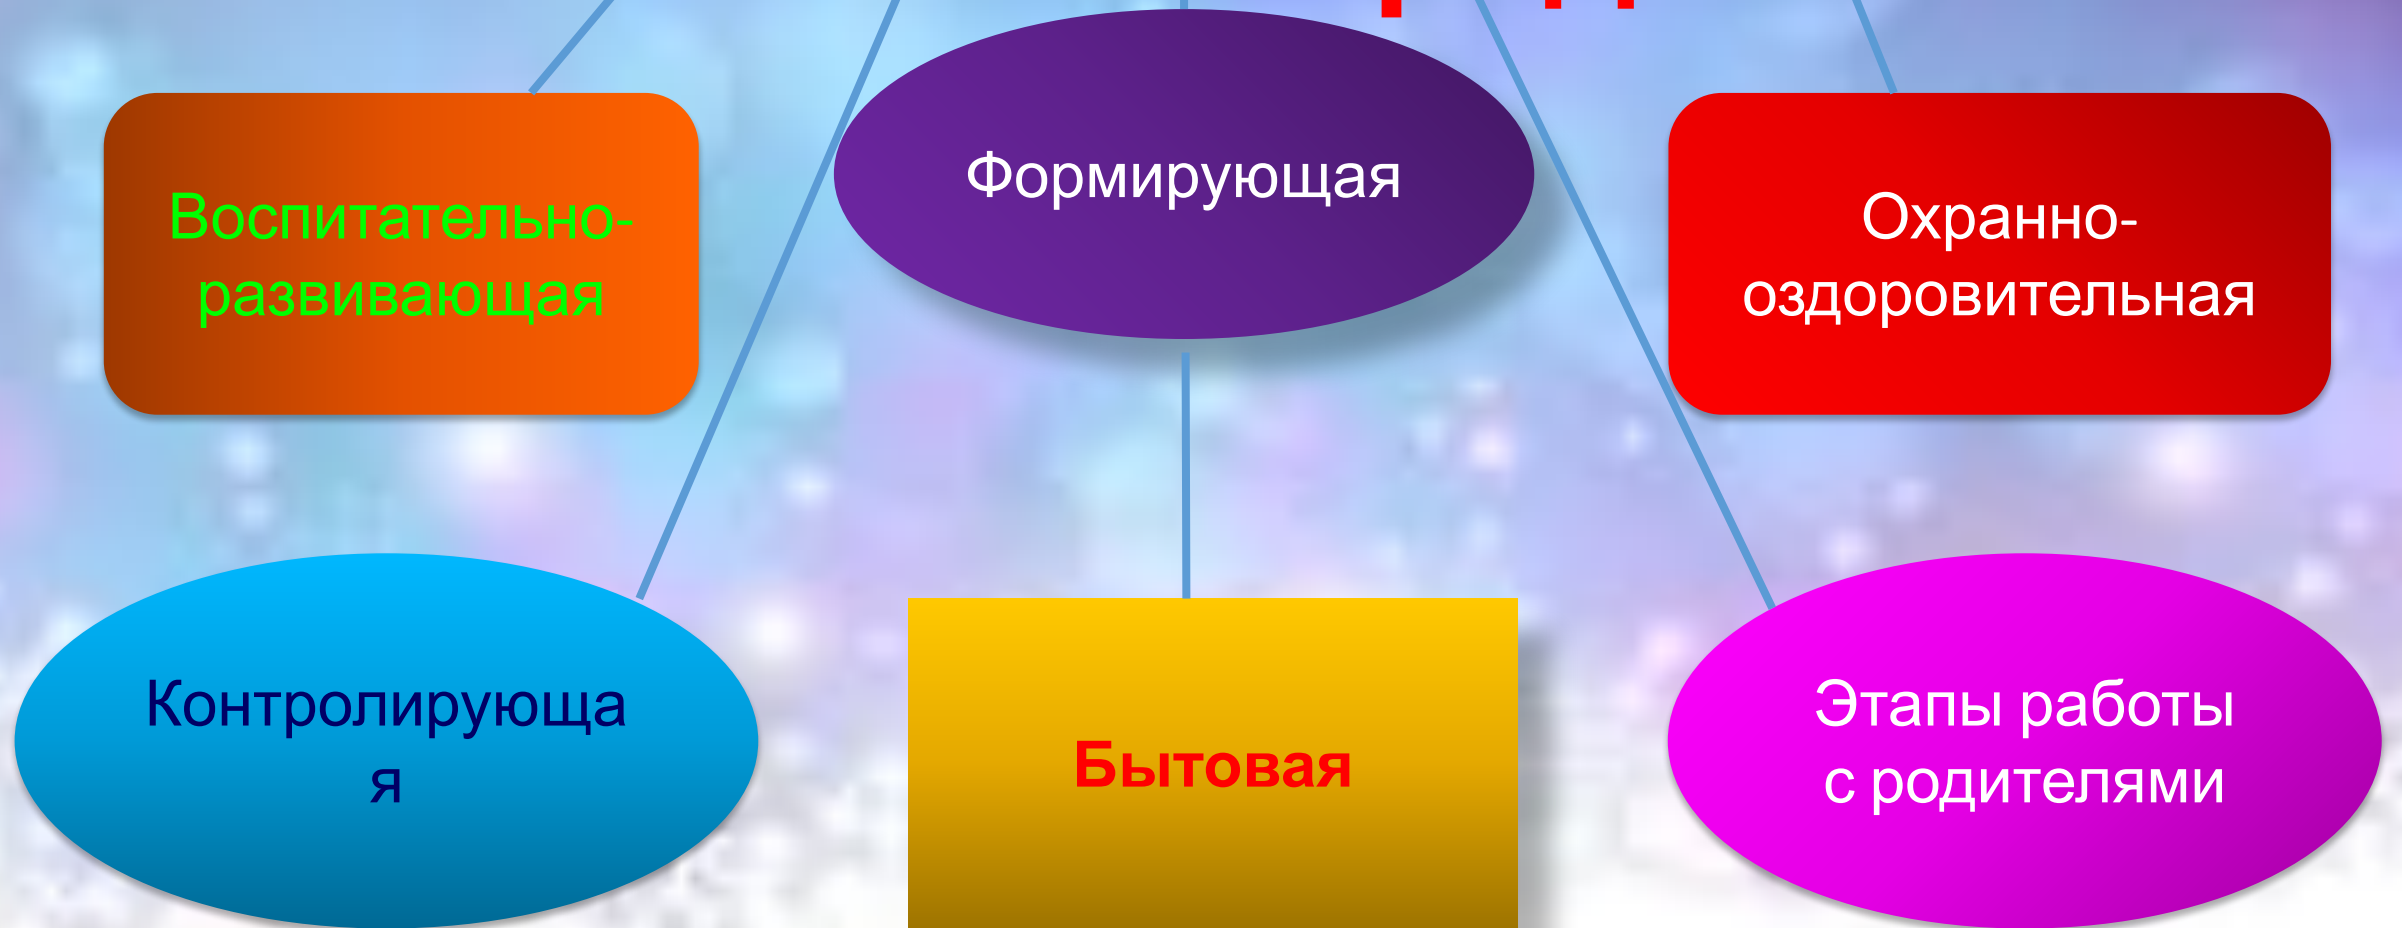 Формирующая
Воспитательно-
развивающая
Охранно-
оздоровительная
Контролирующа
я
Бытовая
Этапы работы
с родителями